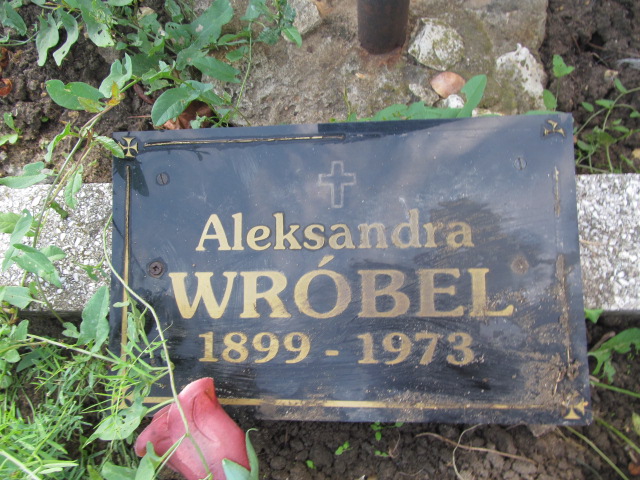 Aleksandra
WRÓBEL
1899 - 1973